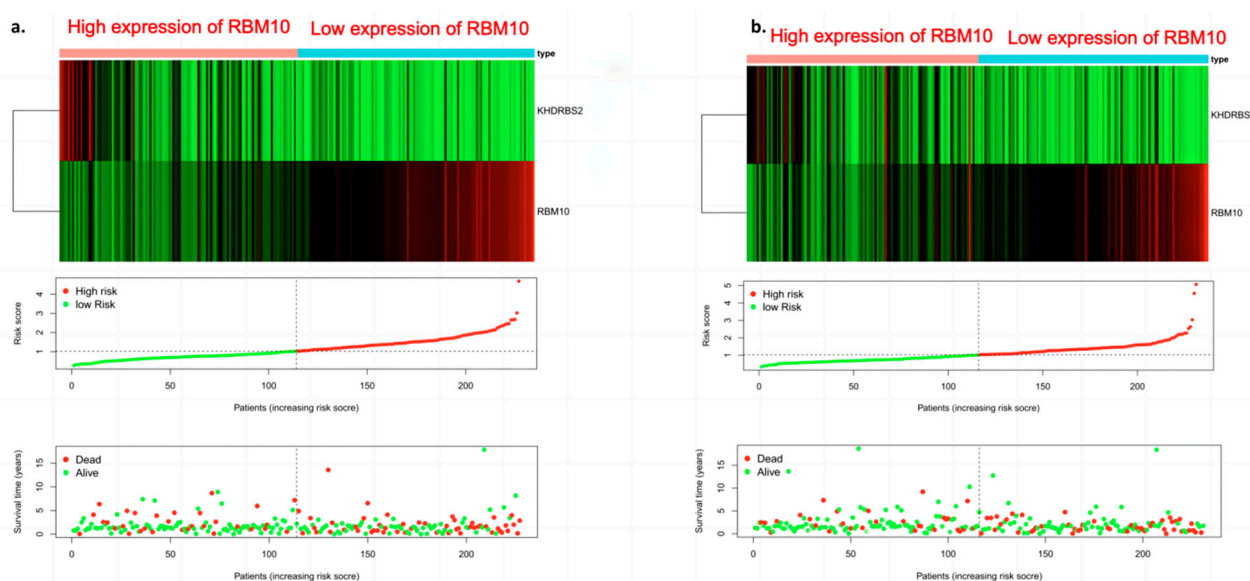 a.
High expression of RBM10
Low expression of RBM10
type
KHDRBS2
RBM10
Risk score
4
3
2
1
High risk
low Risk
0 50 100 150 200
Patients (increasing risk socre)
Survival time (years)
15
10
5
0
Dead
Alive
0 50 100 150 200
Patients (increasing risk socre)
b.
High expression of RBM10
Low expression of RBM10
type
KHDRBS
RBM10
Risk score
5
4
3
2
1
High risk
low Risk
0 50 100 150 200
Patients (increasing risk socre)
Survival time (years)
15
10
5
0
Dead
Alive
0 50 100 150 200
Patients (increasing risk socre)